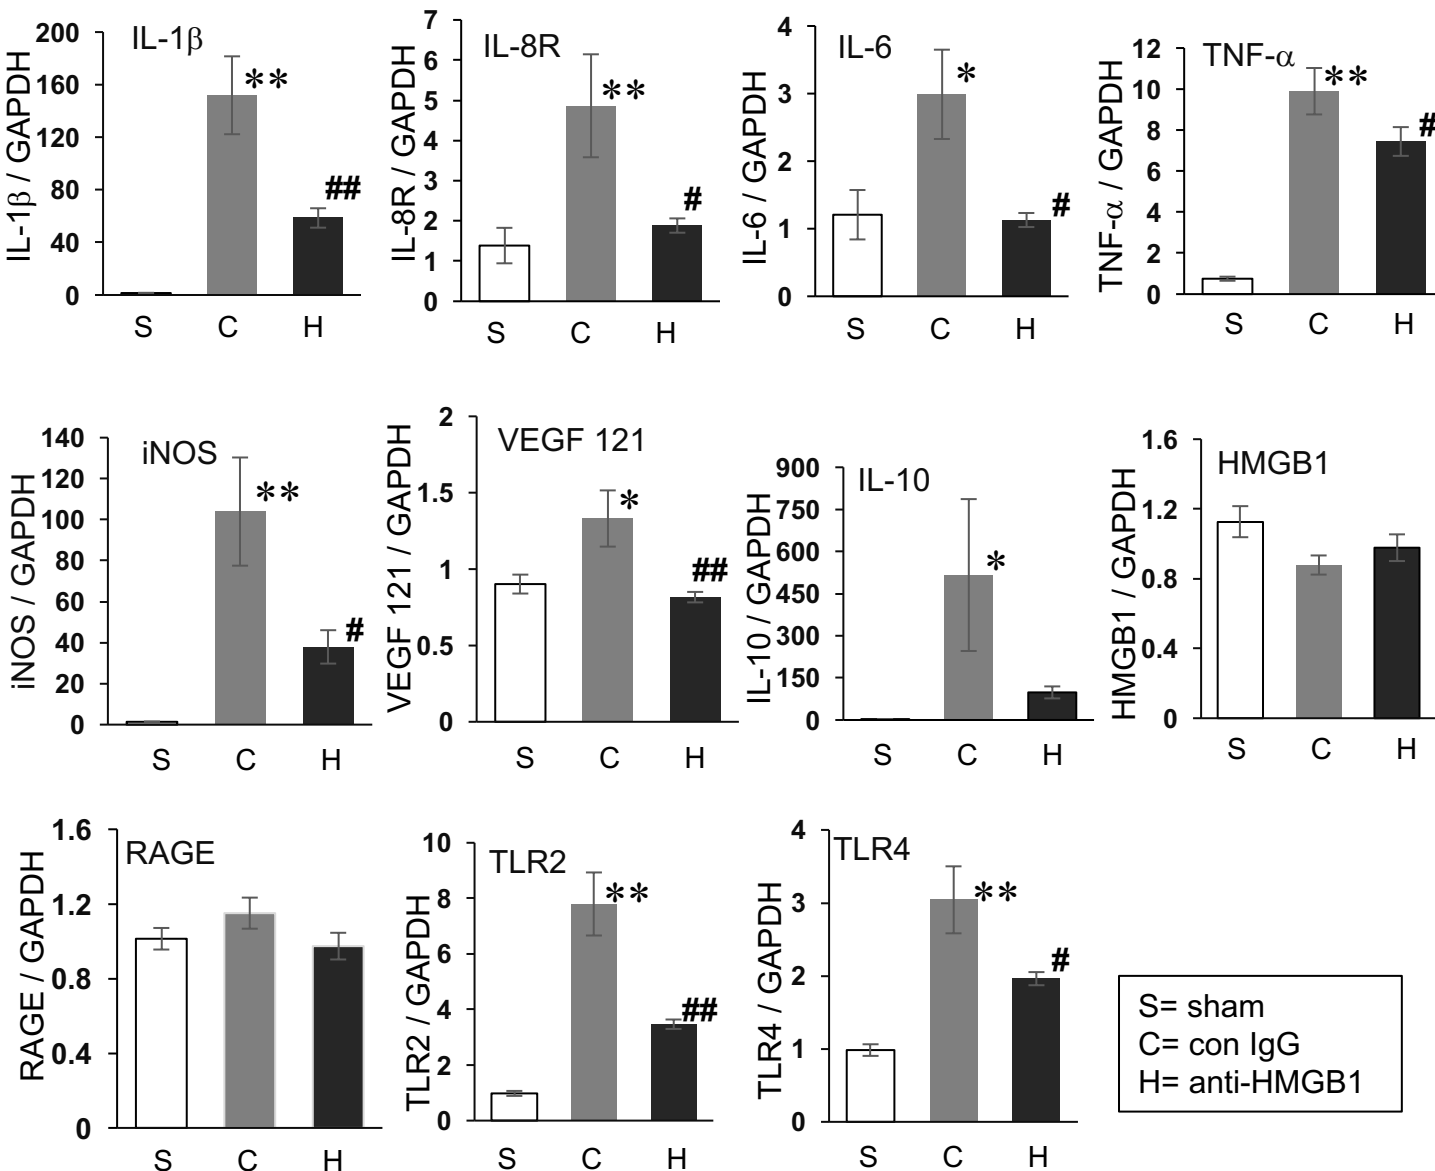 IL-1β
IL-1β / GAPDH
200
160
120
80
40
0
**
##
S C H
IL-8R
IL-8R / GAPDH
7
6
5
4
3
2
1
0
**
#
S C H
IL-6
IL-6 / GAPDH
4
3
2
1
0
*
#
S C H
TNF-α
TNF-α / GAPDH
12
10
8
6
4
2
0
**
#
S C H
iNOS
iNOS / GAPDH
140
120
100
80
60
40
20
0
**
#
S C H
VEGF 121
VEGF 121 / GAPDH
2
1.5
1
0.5
0
*
##
S C H
IL-10
IL-10 / GAPDH
900
750
600
450
300
150
0
*
S C H
HMGB1
HMGB1 / GAPDH
1.6
1.2
0.8
0.4
0
S C H
RAGE
RAGE / GAPDH
1.6
1.2
0.8
0.4
0
S C H
TLR2
TLR2 / GAPDH
10
8
6
4
2
0
**
##
S C H
TLR4
TLR4 / GAPDH
4
3
2
1
0
**
#
S C H
S= sham
C= con IgG
H= anti-HMGB1